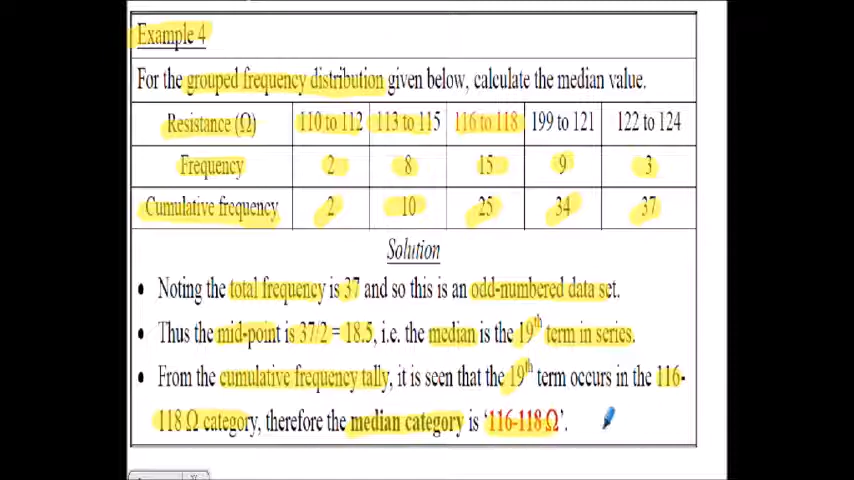 Example 4
For the grouped frequency distribution given below, calculate the median value.
Resistance (Ω) 110 to 112 113 to 115 116 to 118 199 to 121 122 to 124
Frequency 2 8 15 9 3
Cumulative frequency 2 10 25 34 37
Solution
• Noting the total frequency is 37 and so this is an odd-numbered data set.
• Thus the mid-point is 37/2 = 18.5, i.e. the median is the 19th term in series.
• From the cumulative frequency tally, it is seen that the 19th term occurs in the 116-
118 Ω category, therefore the median category is '116-118 Ω'.